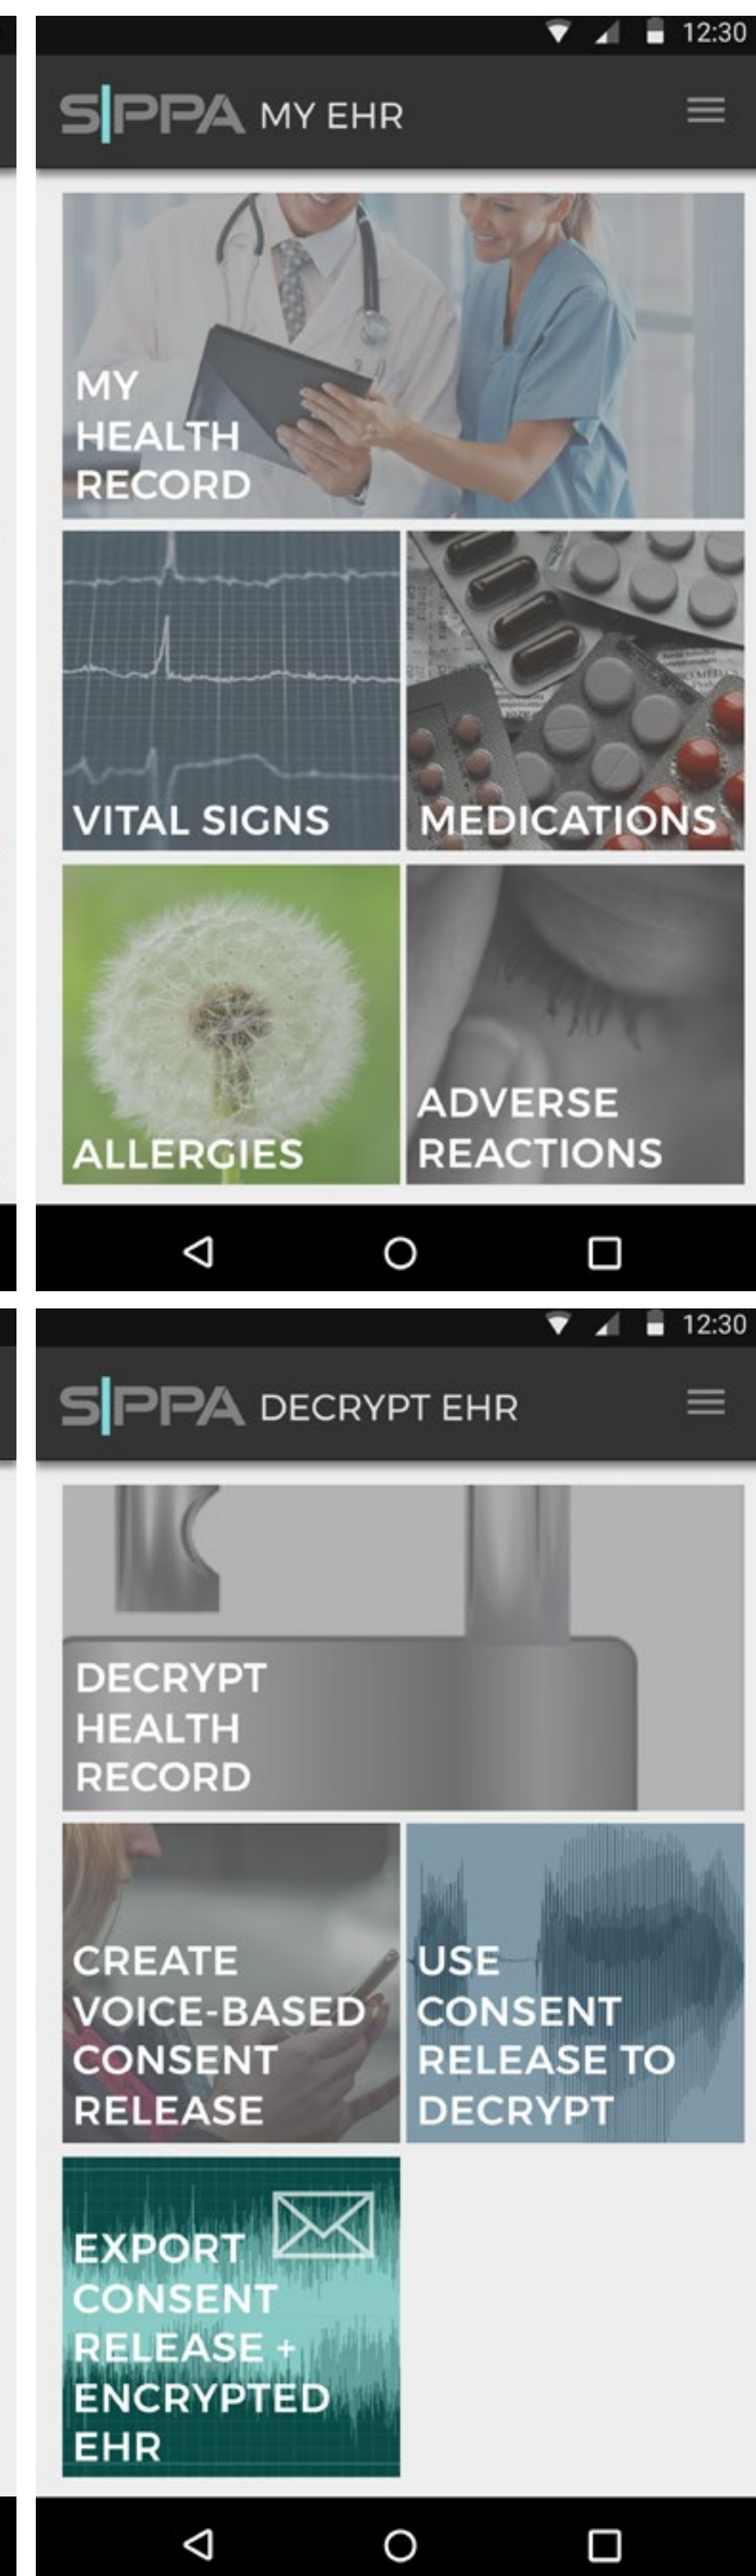 12:30
SIPPA MY EHR
MY
HEALTH
RECORD
VITAL SIGNS
MEDICATIONS
ALLERGIES
ADVERSE
REACTIONS
12:30
SIPPA DECRYPT EHR
DECRYPT
HEALTH
RECORD
CREATE
VOICE-BASED
CONSENT
RELEASE
USE
CONSENT
RELEASE TO
DECRYPT
EXPORT
CONSENT
RELEASE +
ENCRYPTED
EHR